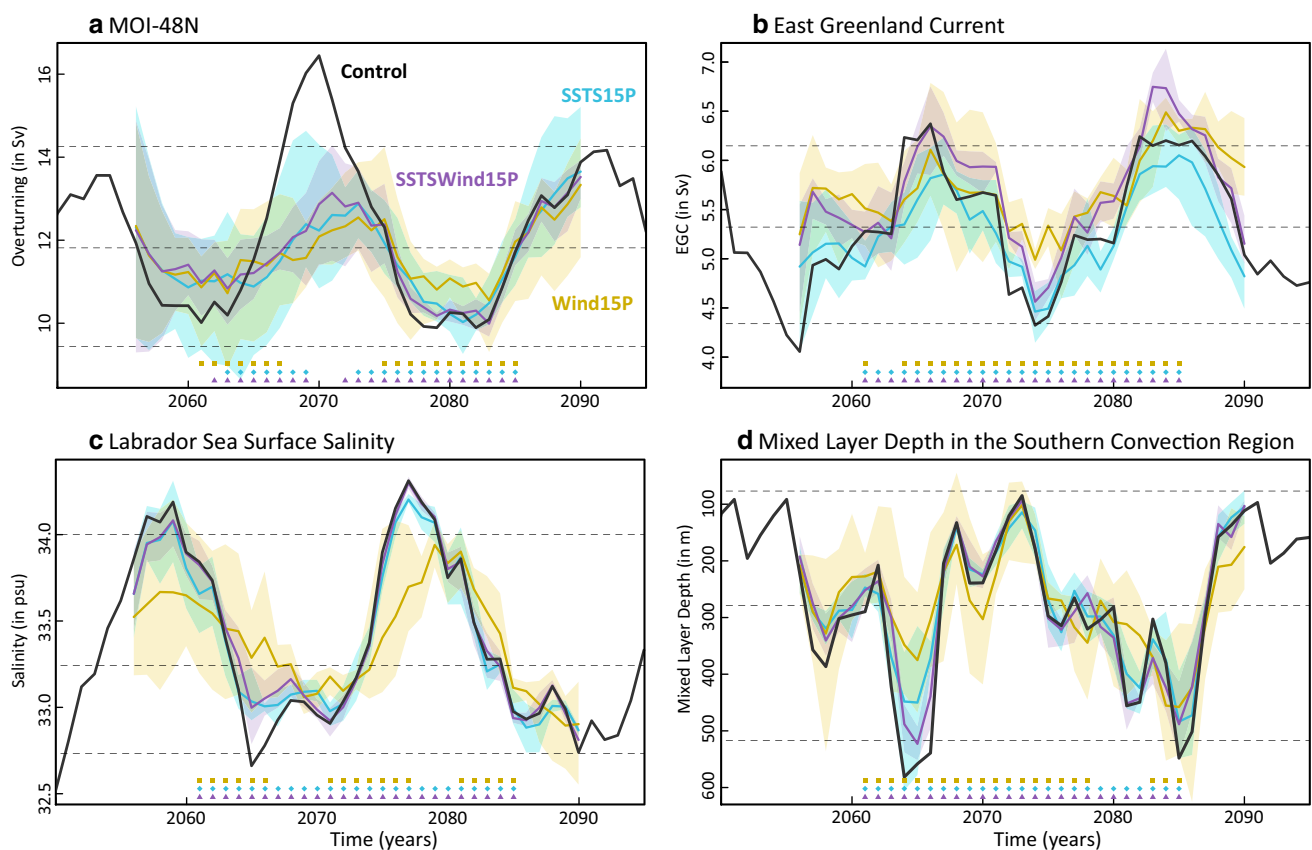 a MOI-48N
Overturning (in Sv)
16
14
12
10
Control
SSTS15P
SSTSWind15P
Wind15P
2060
2070
2080
2090
b East Greenland Current
EGC (in Sv)
7.0
6.5
6.0
5.5
5.0
4.5
4.0
2060
2070
2080
2090
c Labrador Sea Surface Salinity
Salinity (in psu)
34.0
33.5
33.0
32.5
2060
2070
2080
2090
Time (years)
d Mixed Layer Depth in the Southern Convection Region
Mixed Layer Depth (in m)
100
200
300
400
500
600
2060
2070
2080
2090
Time (years)